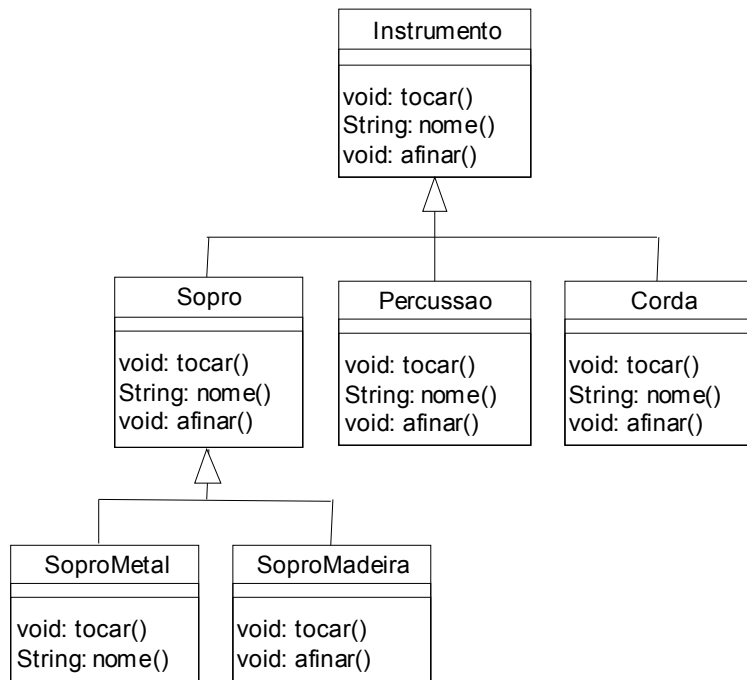 Instrumento
void: tocar()
String: nome()
void: afinar()
Sopro
void: tocar()
String: nome()
void: afinar()
Percussao
void: tocar()
String: nome()
void: afinar()
Corda
void: tocar()
String: nome()
void: afinar()
SoproMetal
void: tocar()
String: nome()
SoproMadeira
void: tocar()
void: afinar()